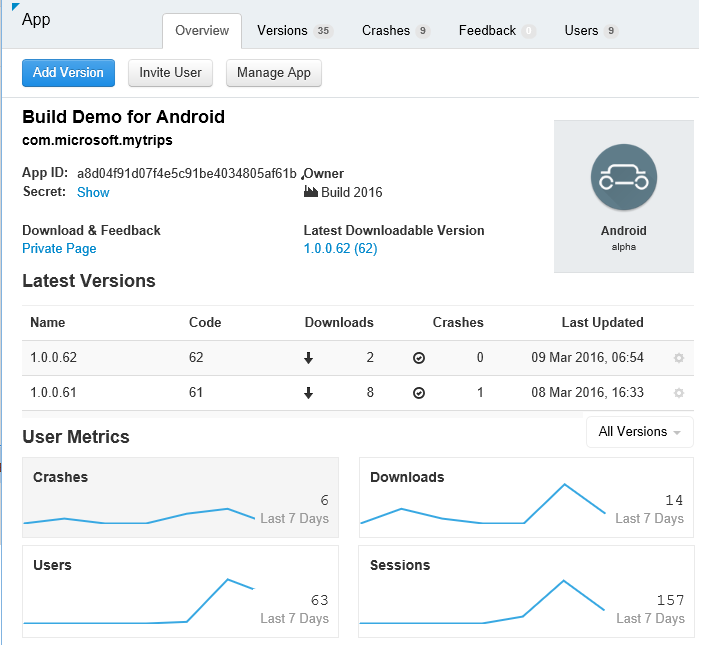 App
Overview Versions 35 Crashes 9 Feedback 0 Users 9
Add Version Invite User Manage App
Build Demo for Android
com.microsoft.mytrips
App ID: a8d04f91d07f4e5c91be4034805af61b Owner
Secret: Show Build 2016
Android
alpha
Download & Feedback Latest Downloadable Version
Private Page 1.0.0.62 (62)
Latest Versions
Name Code Downloads Crashes Last Updated
1.0.0.62 62 2 0 09 Mar 2016, 06:54
1.0.0.61 61 8 1 08 Mar 2016, 16:33
User Metrics All Versions
Crashes
6
Last 7 Days
Downloads
14
Last 7 Days
Users
63
Last 7 Days
Sessions
157
Last 7 Days